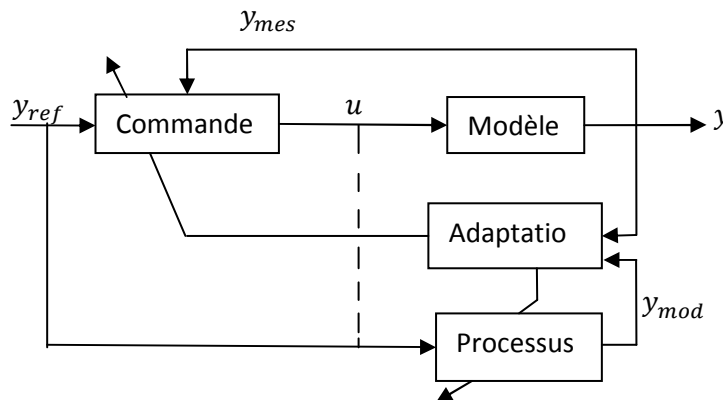 y_mes
y_ref
Commande
u
Modèle
y
Adaptatio
y_mod
Processus